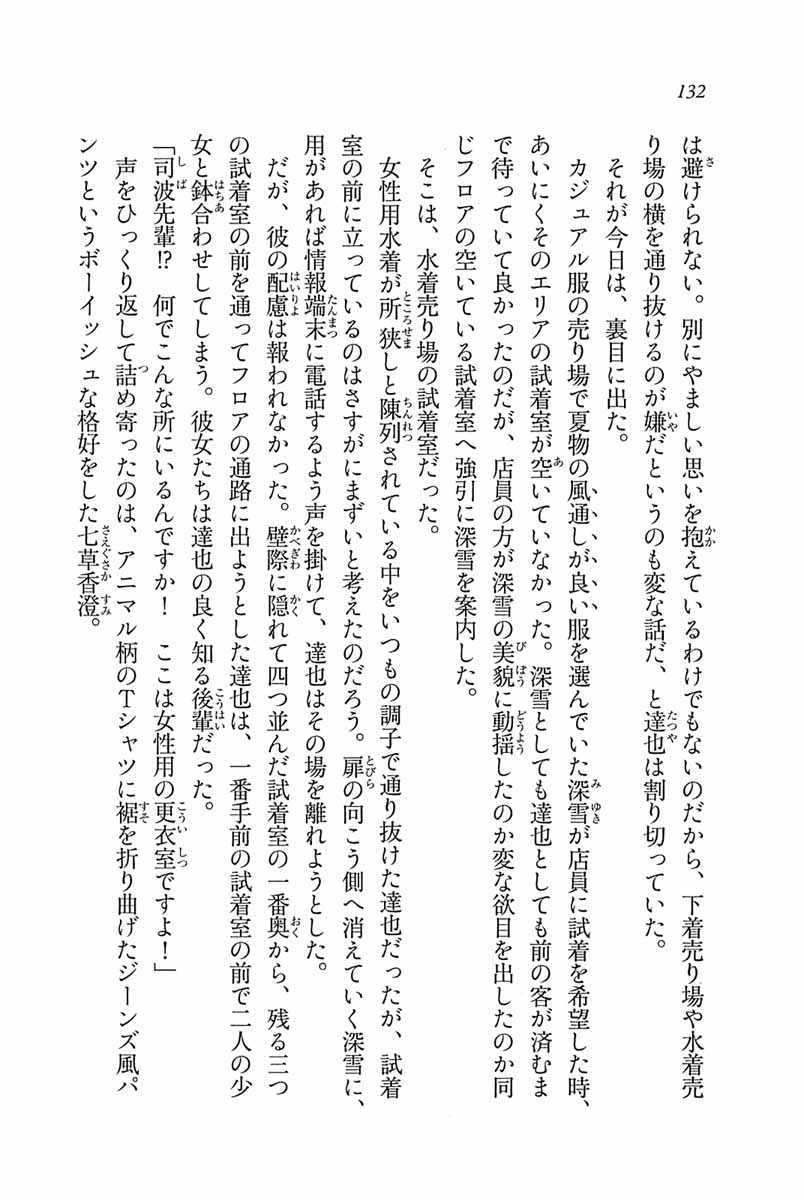 132
は避けられない。別にやましい思いを抱えているわけでもないのだから、下着売り場や水着売
り場の横を通り抜けるのが嫌だというのも変な話だ、と達也は割り切っていた。
それが今日は、裏目に出た。
カジュアル服の売り場で夏物の風通しが良い服を選んでいた深雪が店員に試着を希望した時、
あいにくそのエリアの試着室が空いていなかった。深雪としても達也としても前の客が済むま
で待っていて良かったのだが、店員の方が深雪の美貌に動揺したのか変な欲目を出したのか同
じフロアの空いている試着室へ強引に深雪を案内した。
そこは、水着売り場の試着室だった。
女性用水着が所狭しと陳列されている中をいつもの調子で通り抜けた達也だったが、試着
室の前に立っているのはさすがにまずいと考えたのだろう。扉の向こう側へ消えていく深雪に、
用があれば情報端末に電話するよう声を掛けて、達也はその場を離れようとした。
だが、彼の配慮は報われなかった。壁際に隠れて四つ並んだ試着室の一番奥から、残る三つ
の試着室の前を通ってフロアの通路に出ようとした達也は、一番手前の試着室の前で二人の少
女と鉢合わせしてしまう。彼女たちは達也の良く知る後輩だった。
「司波先輩!?　何でこんな所にいるんですか！　ここは女性用の更衣室ですよ！」
声をひっくり返して詰め寄ったのは、アニマル柄のTシャツに裾を折り曲げたジーンズ風パ
ンツというボーイッシュな格好をした七草香澄。